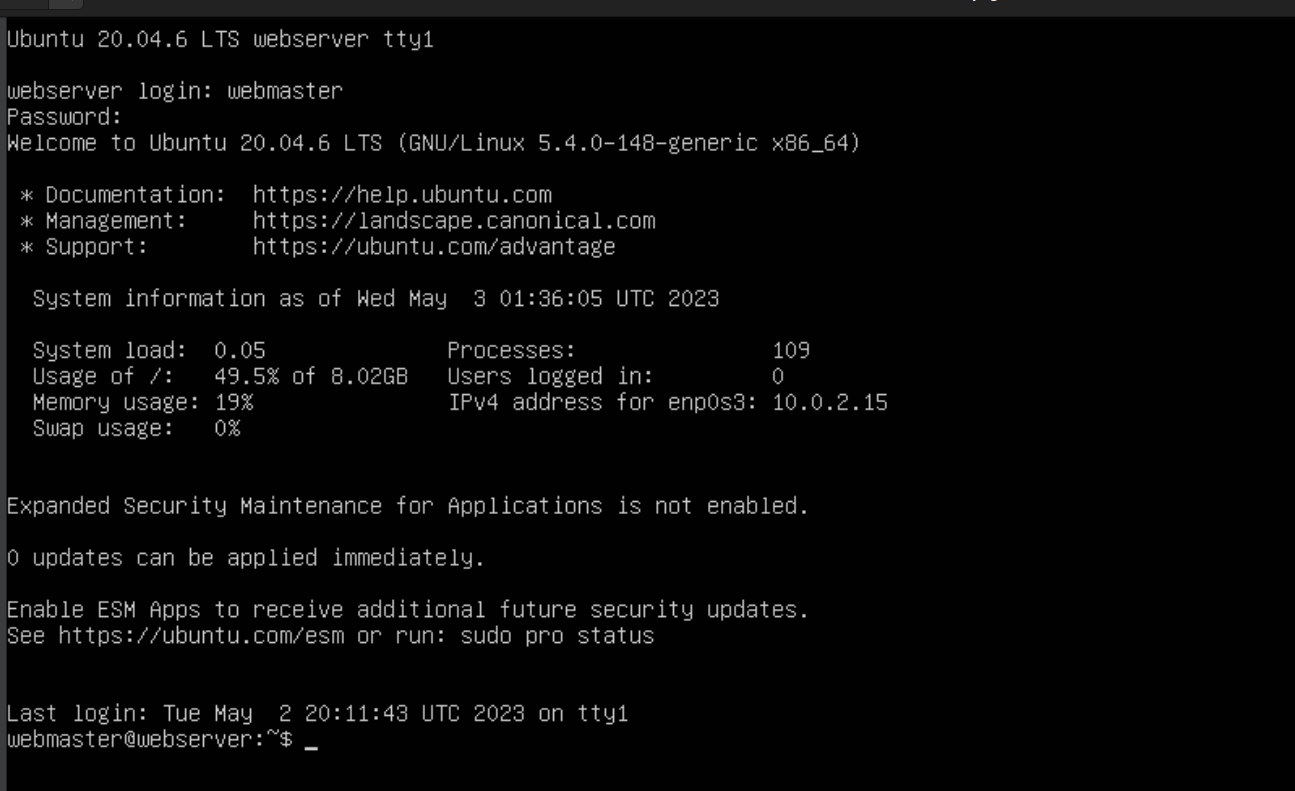 Ubuntu 20.04.6 LTS webserver tty1
webserver login: webmaster
Password:
Welcome to Ubuntu 20.04.6 LTS (GNU/Linux 5.4.0-148-generic x86_64)
* Documentation:  https://help.ubuntu.com
* Management:     https://landscape.canonical.com
* Support:        https://ubuntu.com/advantage
System information as of Wed May  3 01:36:05 UTC 2023
System load:  0.05              Processes:               109
Usage of /:   49.5% of 8.02GB   Users logged in:         0
Memory usage: 19%               IPv4 address for enp0s3: 10.0.2.15
Swap usage:   0%
Expanded Security Maintenance for Applications is not enabled.
0 updates can be applied immediately.
Enable ESM Apps to receive additional future security updates.
See https://ubuntu.com/esm or run: sudo pro status
Last login: Tue May  2 20:11:43 UTC 2023 on tty1
webmaster@webserver:~$ _